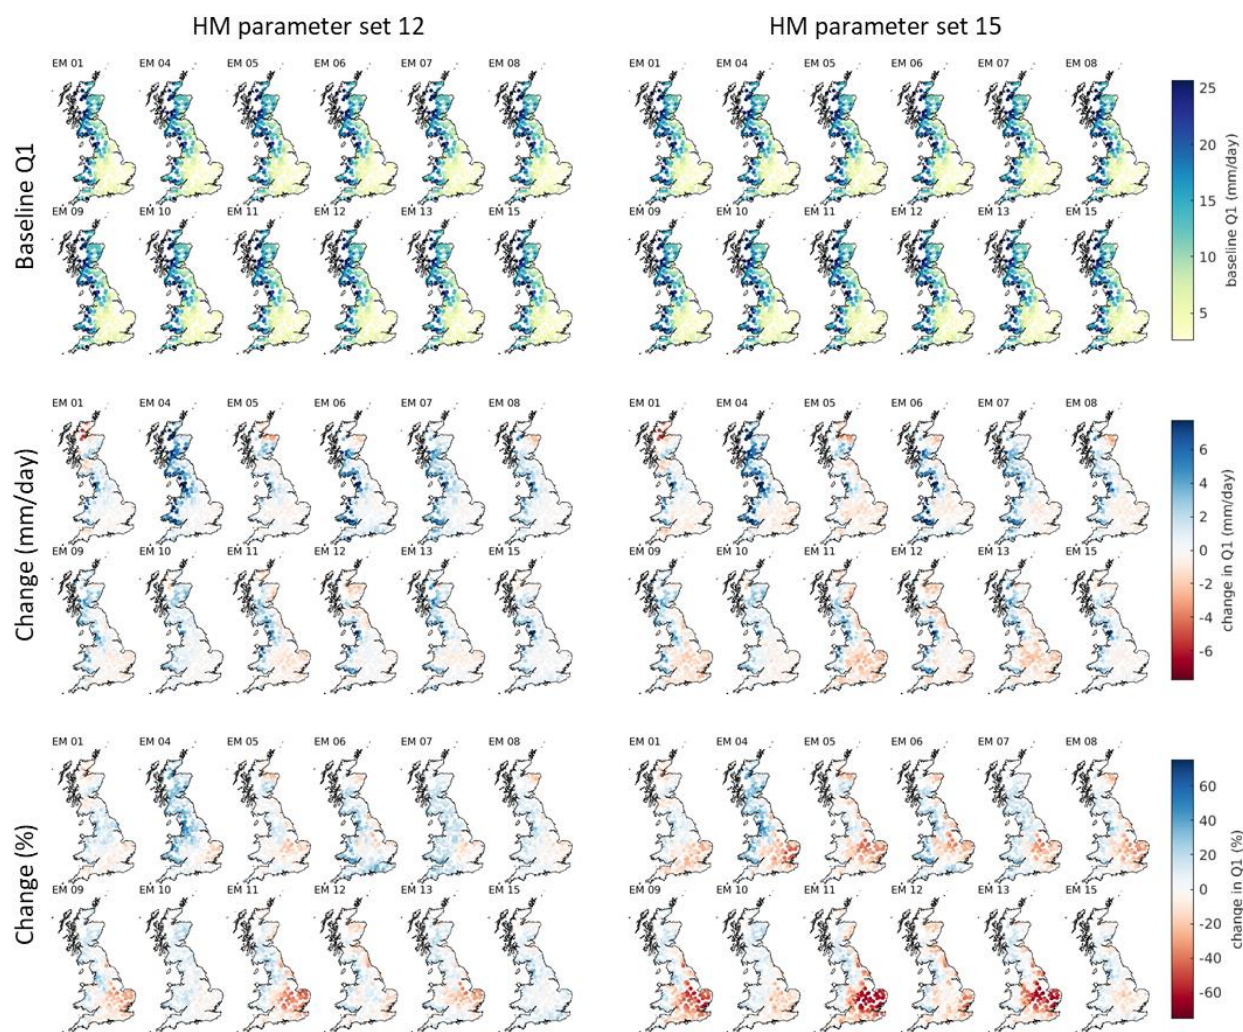 HM parameter set 12 HM parameter set 15
Baseline Q1
EM 01 EM 04 EM 05 EM 06 EM 07 EM 08 EM 01 EM 04 EM 05 EM 06 EM 07 EM 08
EM 09 EM 10 EM 11 EM 12 EM 13 EM 15 EM 09 EM 10 EM 11 EM 12 EM 13 EM 15
25
20
15
10
5
baseline Q1 (mm/day)
Change (mm/day)
EM 01 EM 04 EM 05 EM 06 EM 07 EM 08 EM 01 EM 04 EM 05 EM 06 EM 07 EM 08
EM 09 EM 10 EM 11 EM 12 EM 13 EM 15 EM 09 EM 10 EM 11 EM 12 EM 13 EM 15
6
4
2
0
-2
-4
-6
change in Q1 (mm/day)
Change (%)
EM 01 EM 04 EM 05 EM 06 EM 07 EM 08 EM 01 EM 04 EM 05 EM 06 EM 07 EM 08
EM 09 EM 10 EM 11 EM 12 EM 13 EM 15 EM 09 EM 10 EM 11 EM 12 EM 13 EM 15
60
40
20
0
-20
-40
-60
change in Q1 (%)